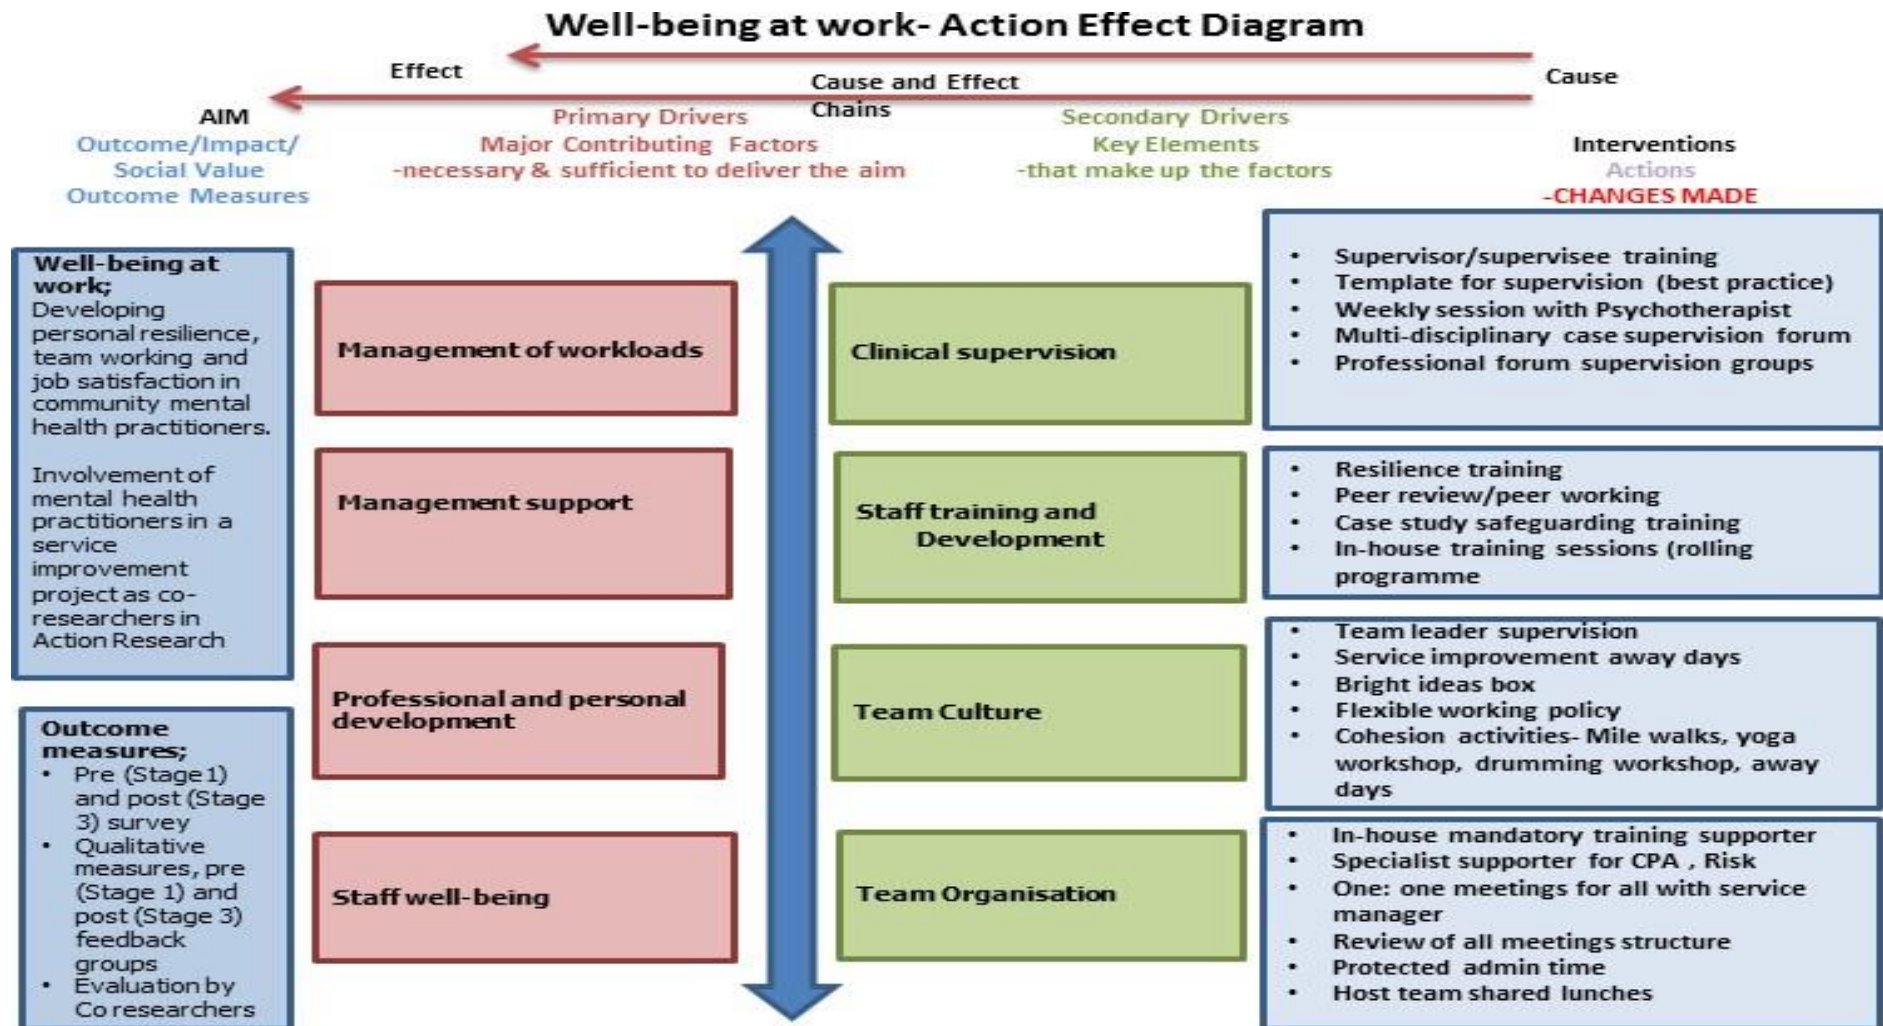 Well-being at work- Action Effect Diagram
Effect
Cause and Effect
Chains
Cause
AIM
Outcome/Impact/
Social Value
Outcome Measures
Primary Drivers
Major Contributing Factors
-necessary & sufficient to deliver the aim
Secondary Drivers
Key Elements
-that make up the factors
Interventions
Actions
-CHANGES MADE
Well-being at
work;
Developing
personal resilience,
team working and
job satisfaction in
community mental
health practitioners.
Involvement of
mental health
practitioners in a
service
improvement
project as co-
researchers in
Action Research
Outcome
measures;
• Pre (Stage 1)
and post (Stage
3) survey
• Qualitative
measures, pre
(Stage 1) and
post (Stage 3)
feedback
groups
• Evaluation by
Co researchers
Management of workloads
Management support
Professional and personal
development
Staff well-being
Clinical supervision
Staff training and
Development
Team Culture
Team Organisation
• Supervisor/supervisee training
• Template for supervision (best practice)
• Weekly session with Psychotherapist
• Multi-disciplinary case supervision forum
• Professional forum supervision groups
• Resilience training
• Peer review/peer working
• Case study safeguarding training
• In-house training sessions (rolling
programme
• Team leader supervision
• Service improvement away days
• Bright ideas box
• Flexible working policy
• Cohesion activities- Mile walks, yoga
workshop, drumming workshop, away
days
• In-house mandatory training supporter
• Specialist supporter for CPA , Risk
• One: one meetings for all with service
manager
• Review of all meetings structure
• Protected admin time
• Host team shared lunches